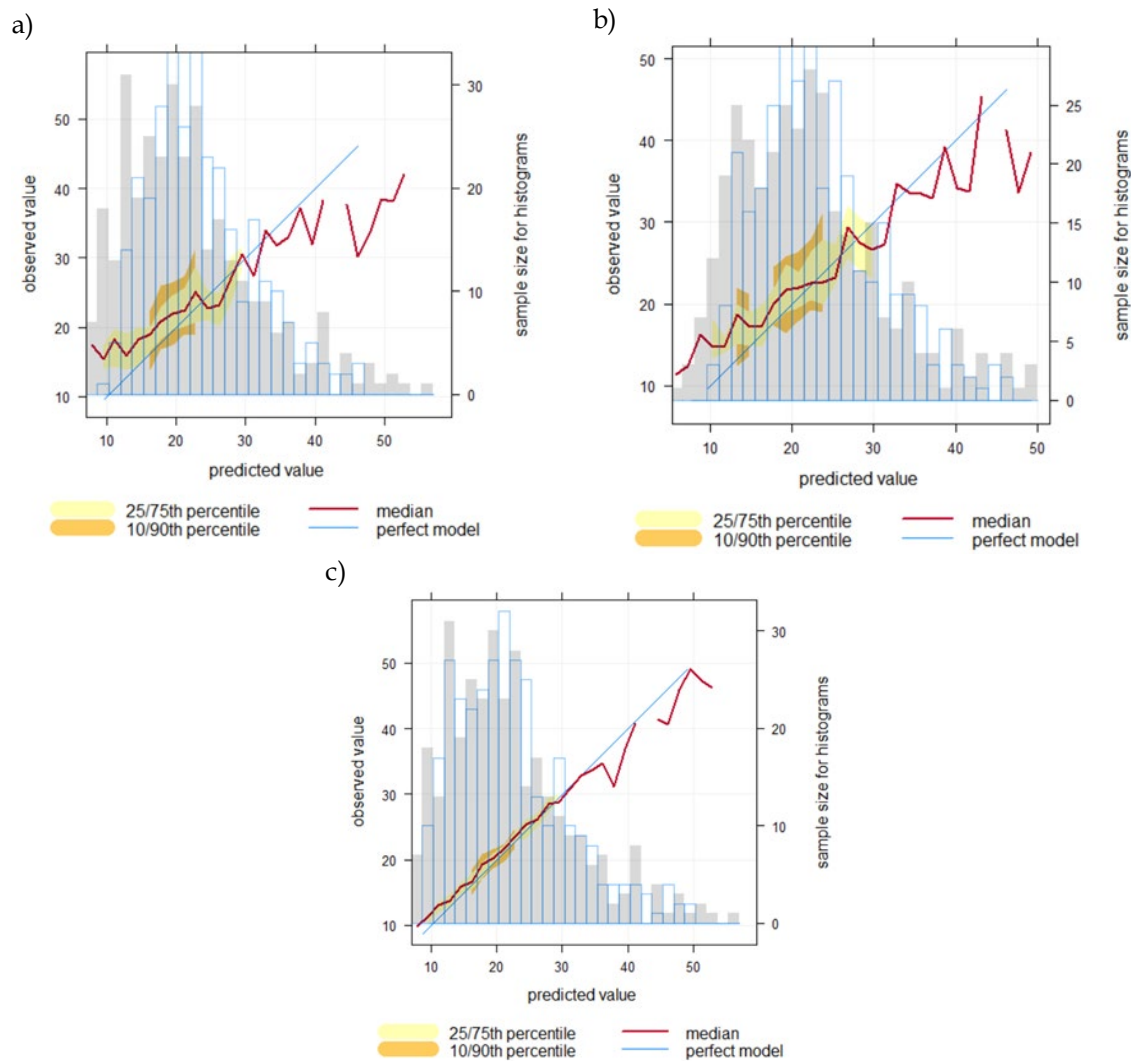 a)
50
40
30
20
10
observed value
30
20
10
0
sample size for histograms
10 20 30 40 50
predicted value
25/75th percentile median
10/90th percentile perfect model
b)
50
40
30
20
10
observed value
25
20
15
10
5
0
sample size for histograms
10 20 30 40 50
predicted value
25/75th percentile median
10/90th percentile perfect model
c)
50
40
30
20
10
observed value
30
20
10
0
sample size for histograms
10 20 30 40 50
predicted value
25/75th percentile median
10/90th percentile perfect model